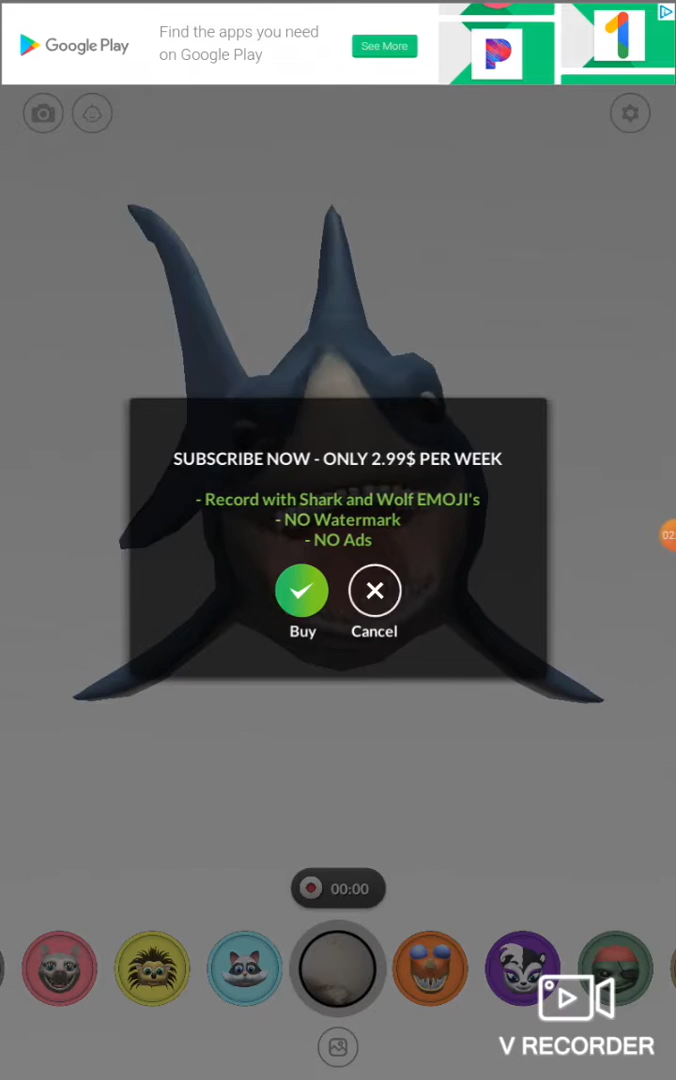 Google Play
Find the apps you need
on Google Play
See More
SUBSCRIBE NOW - ONLY 2.99$ PER WEEK
- Record with Shark and Wolf EMOJI's
- NO Watermark
- NO Ads
Buy
Cancel
02
00:00
V RECORDER